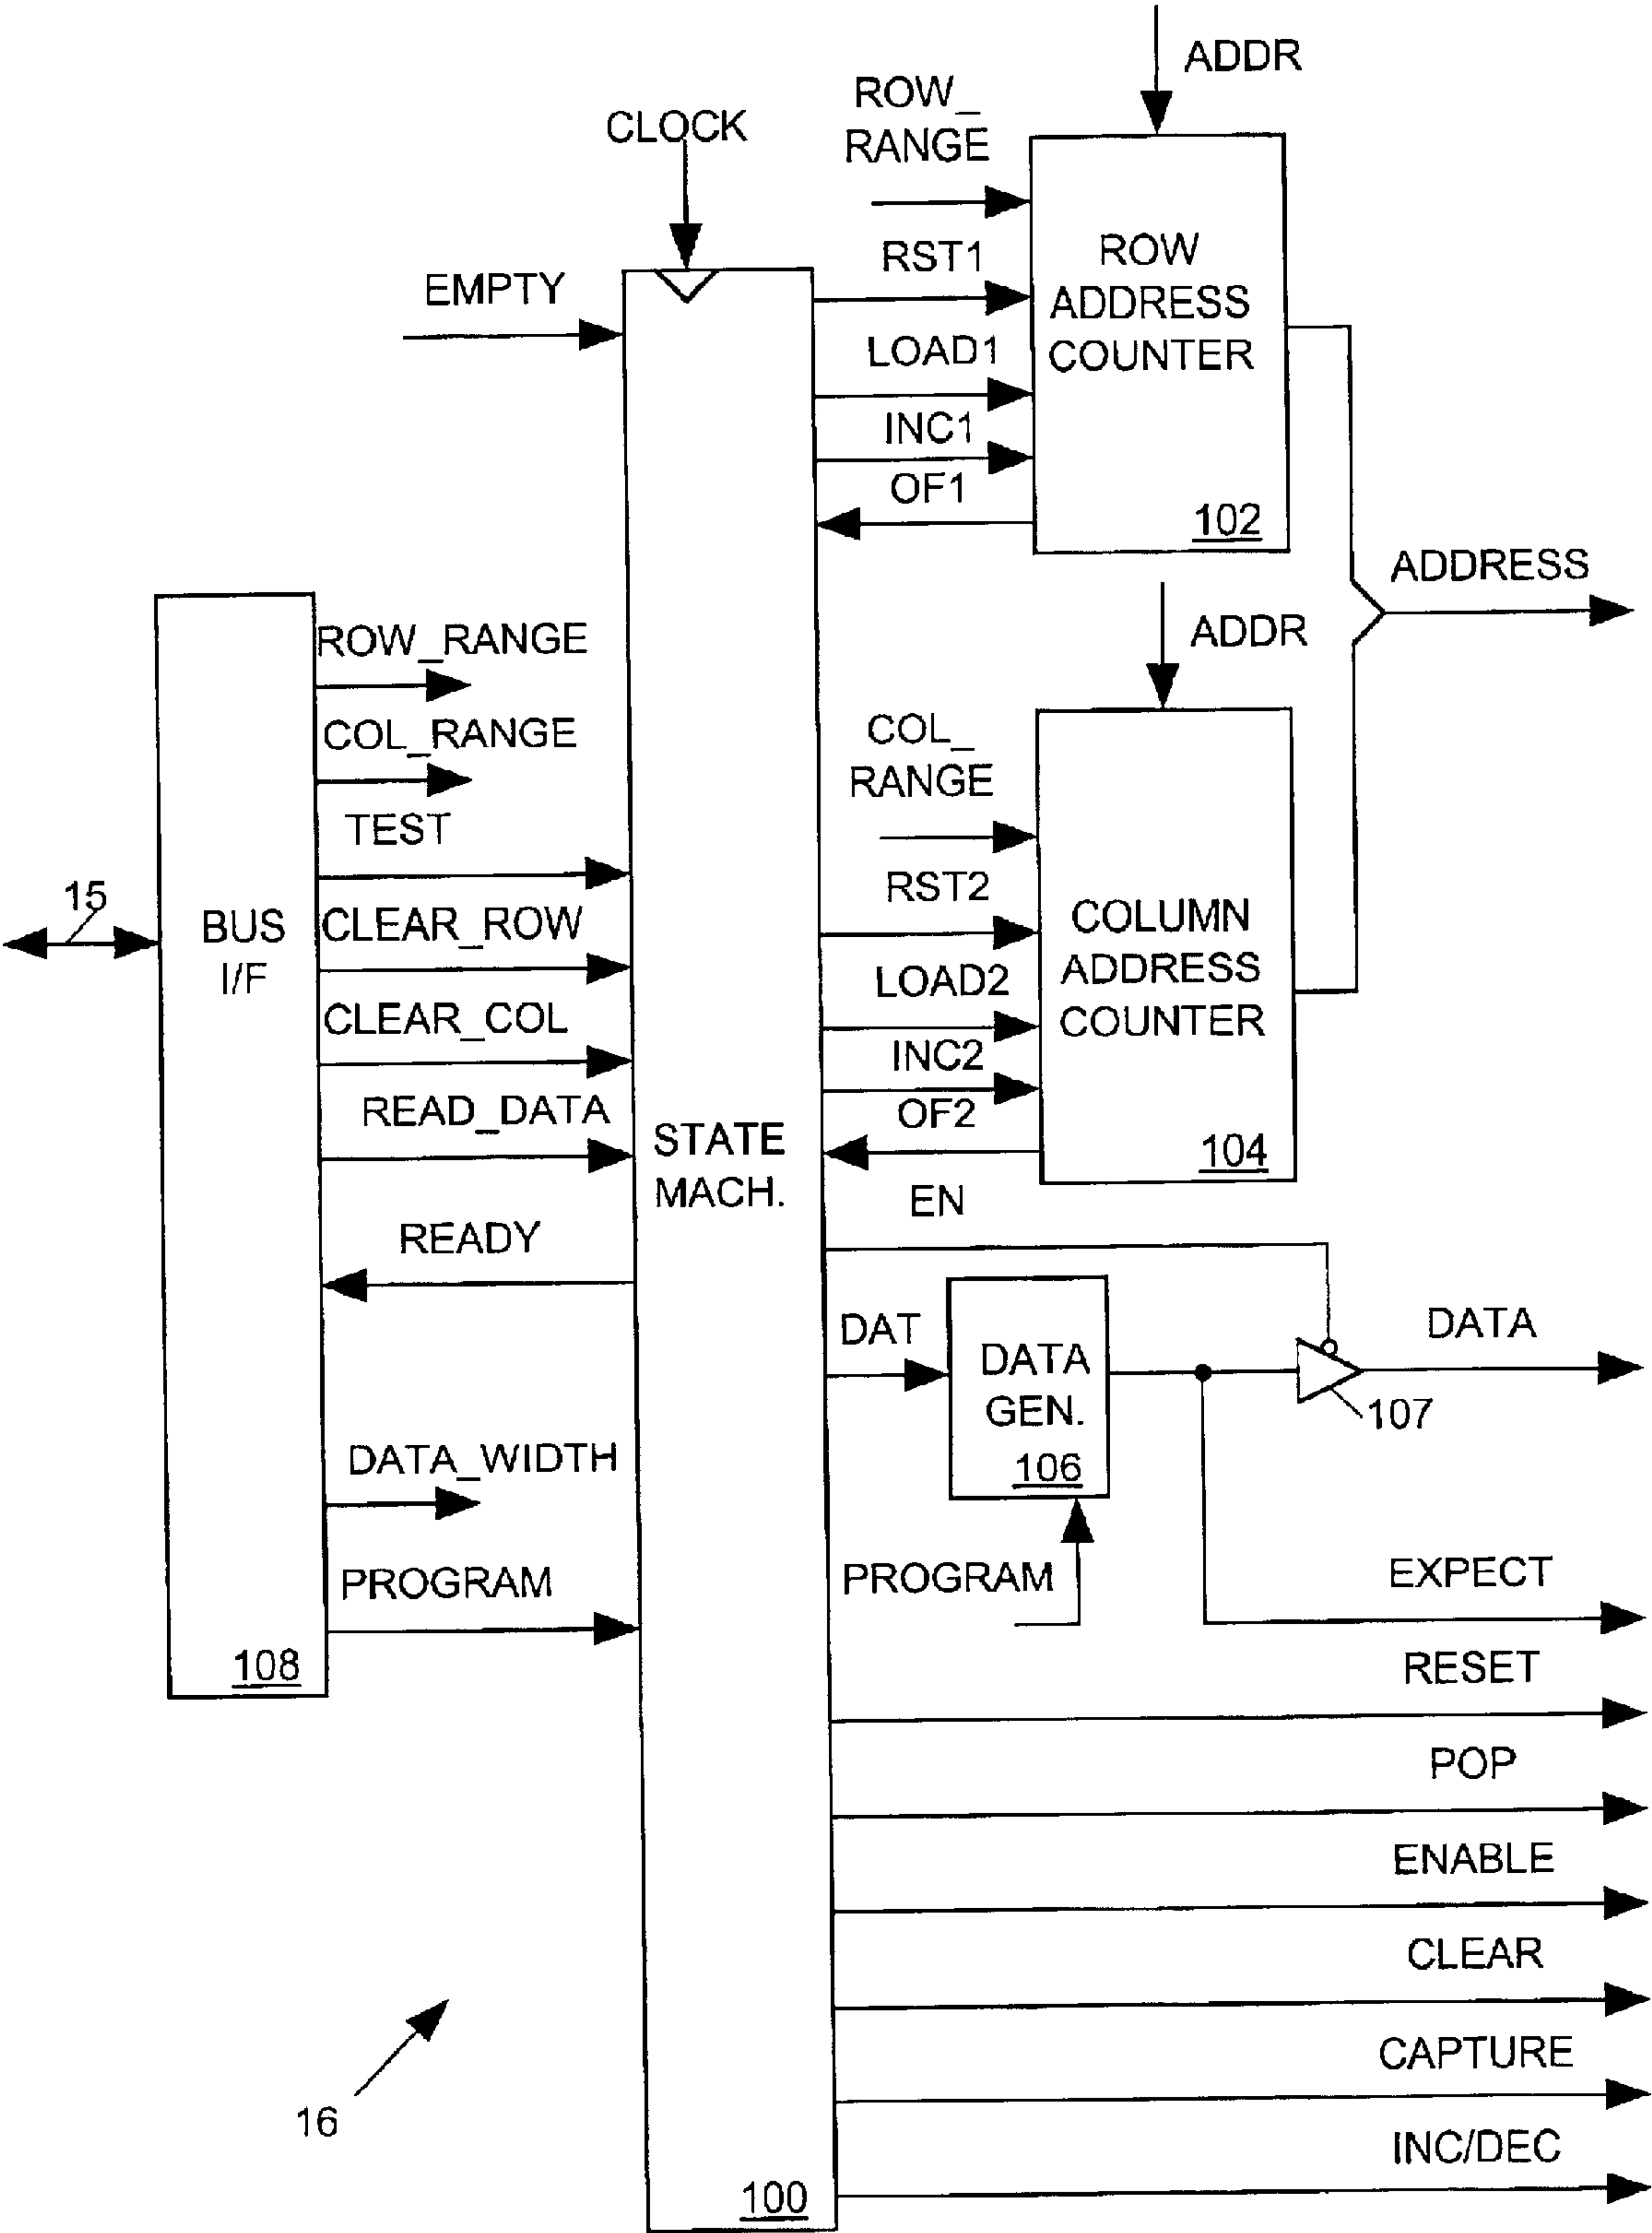 ADDR
ROW_
RANGE
CLOCK
EMPTY
RST1
LOAD1
INC1
OF1
ROW
ADDRESS
COUNTER
102
ADDRESS
ADDR
ROW_RANGE
COL_RANGE
TEST
CLEAR_ROW
CLEAR_COL
READ_DATA
READY
DATA_WIDTH
PROGRAM
15
BUS
I/F
108
STATE
MACH.
100
COL_
RANGE
RST2
LOAD2
INC2
OF2
COLUMN
ADDRESS
COUNTER
104
EN
DAT
DATA
GEN.
106
PROGRAM
107
DATA
EXPECT
RESET
POP
ENABLE
CLEAR
CAPTURE
INC/DEC
16